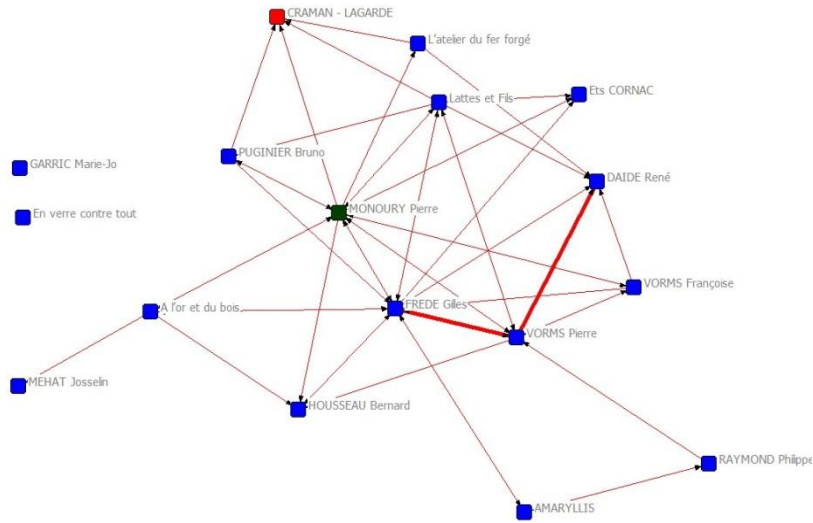 CRAMAN - LAGARDE
L'atelier du fer forgé
Ets CORNAC
Lattes et Fils
PUGINIER Bruno
GARRIC Marie-Jo
DAIDE René
MONOURY Pierre
En verre contre tout
VORMS Françoise
FREDE Gilles
A l'or et du bois
VORMS Pierre
MEHAT Josselin
HOUSSEAU Bernard
RAYMOND Philippe
AMARYLLIS